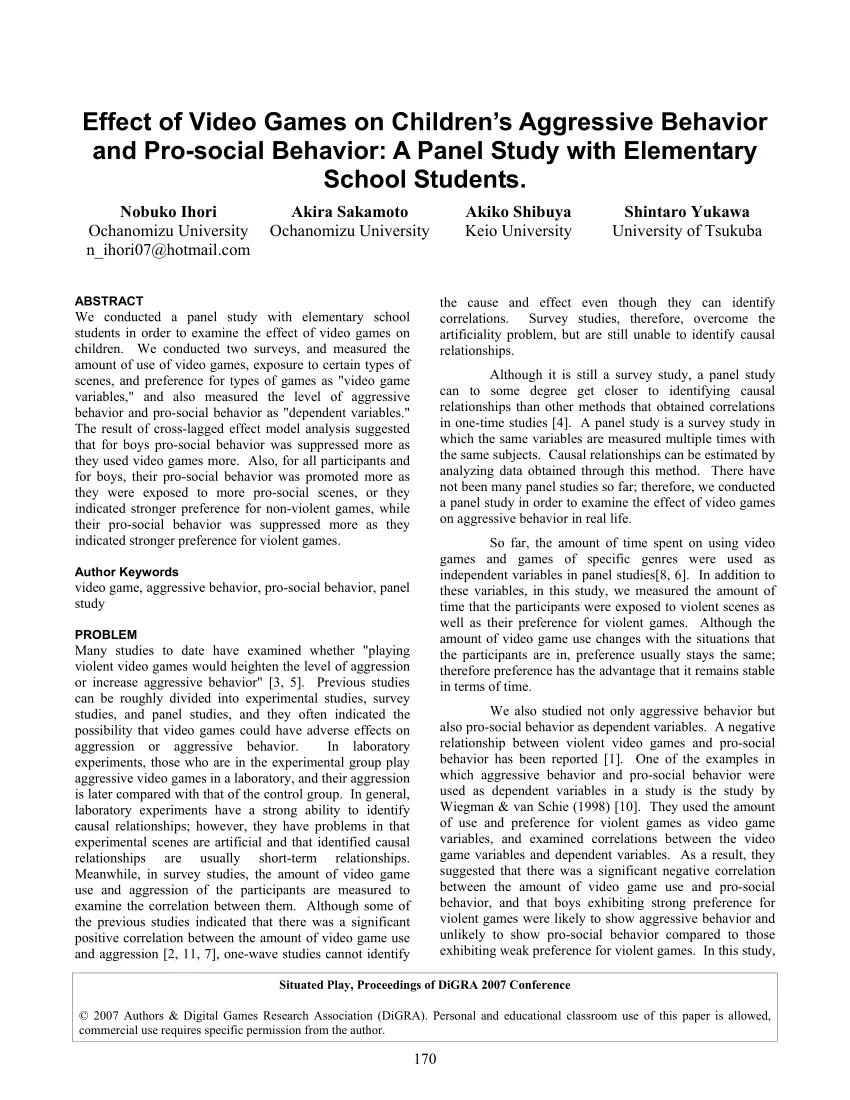 Effect of Video Games on Children's Aggressive Behavior
and Pro-social Behavior: A Panel Study with Elementary
School Students.
Nobuko Ihori
Ochanomizu University
n_ihori07@hotmail.com
Akira Sakamoto
Ochanomizu University
Akiko Shibuya
Keio University
Shintaro Yukawa
University of Tsukuba
ABSTRACT
We conducted a panel study with elementary school
students in order to examine the effect of video games on
children. We conducted two surveys, and measured the
amount of use of video games, exposure to certain types of
scenes, and preference for types of games as "video game
variables," and also measured the level of aggressive
behavior and pro-social behavior as "dependent variables."
The result of cross-lagged effect model analysis suggested
that for boys pro-social behavior was suppressed more as
they used video games more. Also, for all participants and
for boys, their pro-social behavior was promoted more as
they were exposed to more pro-social scenes, or they
indicated stronger preference for non-violent games, while
their pro-social behavior was suppressed more as they
indicated stronger preference for violent games.
Author Keywords
video game, aggressive behavior, pro-social behavior, panel
study
PROBLEM
Many studies to date have examined whether "playing
violent video games would heighten the level of aggression
or increase aggressive behavior" [3, 5]. Previous studies
can be roughly divided into experimental studies, survey
studies, and panel studies, and they often indicated the
possibility that video games could have adverse effects on
aggression or aggressive behavior. In laboratory
experiments, those who are in the experimental group play
aggressive video games in a laboratory, and their aggression
is later compared with that of the control group. In general,
laboratory experiments have a strong ability to identify
causal relationships; however, they have problems in that
experimental scenes are artificial and that identified causal
relationships are usually short-term relationships.
Meanwhile, in survey studies, the amount of video game
use and aggression of the participants are measured to
examine the correlation between them. Although some of
the previous studies indicated that there was a significant
positive correlation between the amount of video game use
and aggression [2, 11, 7], one-wave studies cannot identify
the cause and effect even though they can identify
correlations. Survey studies, therefore, overcome the
artificiality problem, but are still unable to identify causal
relationships.
Although it is still a survey study, a panel study
can to some degree get closer to identifying causal
relationships than other methods that obtained correlations
in one-time studies [4]. A panel study is a survey study in
which the same variables are measured multiple times with
the same subjects. Causal relationships can be estimated by
analyzing data obtained through this method. There have
not been many panel studies so far; therefore, we conducted
a panel study in order to examine the effect of video games
on aggressive behavior in real life.
So far, the amount of time spent on using video
games and games of specific genres were used as
independent variables in panel studies[8, 6]. In addition to
these variables, in this study, we measured the amount of
time that the participants were exposed to violent scenes as
well as their preference for violent games. Although the
amount of video game use changes with the situations that
the participants are in, preference usually stays the same;
therefore preference has the advantage that it remains stable
in terms of time.
We also studied not only aggressive behavior but
also pro-social behavior as dependent variables. A negative
relationship between violent video games and pro-social
behavior has been reported [1]. One of the examples in
which aggressive behavior and pro-social behavior were
used as dependent variables in a study is the study by
Wiegman & van Schie (1998) [10]. They used the amount
of use and preference for violent games as video game
variables, and examined correlations between the video
game variables and dependent variables. As a result, they
suggested that there was a significant negative correlation
between the amount of video game use and pro-social
behavior, and that boys exhibiting strong preference for
violent games were likely to show aggressive behavior and
unlikely to show pro-social behavior compared to those
exhibiting weak preference for violent games. In this study,
Situated Play, Proceedings of DiGRA 2007 Conference
© 2007 Authors & Digital Games Research Association (DiGRA). Personal and educational classroom use of this paper is allowed,
commercial use requires specific permission from the author.
170